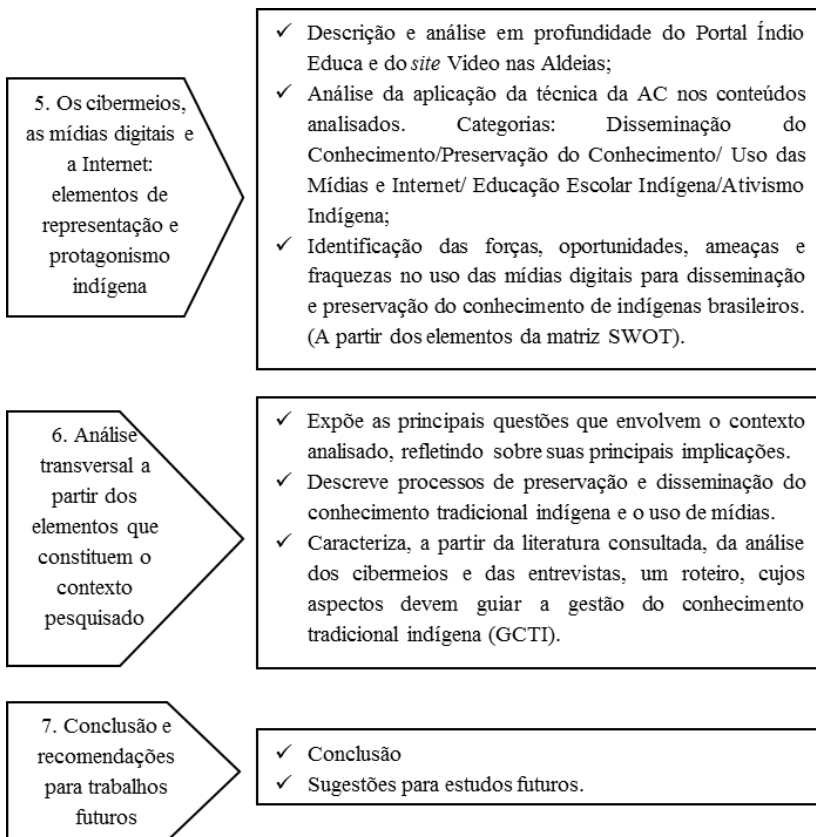 5. Os cibermeios,
as mídias digitais e
a Internet:
elementos de
representação e
protagonismo
indígena
✓ Descrição e análise em profundidade do Portal Índio
Educa e do site Video nas Aldeias;
✓ Análise da aplicação da técnica da AC nos conteúdos
analisados. Categorias: Disseminação do
Conhecimento/Preservação do Conhecimento/ Uso das
Mídias e Internet/ Educação Escolar Indígena/Ativismo
Indígena;
✓ Identificação das forças, oportunidades, ameaças e
fraquezas no uso das mídias digitais para disseminação
e preservação do conhecimento de indígenas brasileiros.
(A partir dos elementos da matriz SWOT).
6. Análise
transversal a
partir dos
elementos que
constituem o
contexto
pesquisado
✓ Expõe as principais questões que envolvem o contexto
analisado, refletindo sobre suas principais implicações.
✓ Descreve processos de preservação e disseminação do
conhecimento tradicional indígena e o uso de mídias.
✓ Caracteriza, a partir da literatura consultada, da análise
dos cibermeios e das entrevistas, um roteiro, cujos
aspectos devem guiar a gestão do conhecimento
tradicional indígena (GCTI).
7. Conclusão e
recomendações
para trabalhos
futuros
✓ Conclusão
✓ Sugestões para estudos futuros.